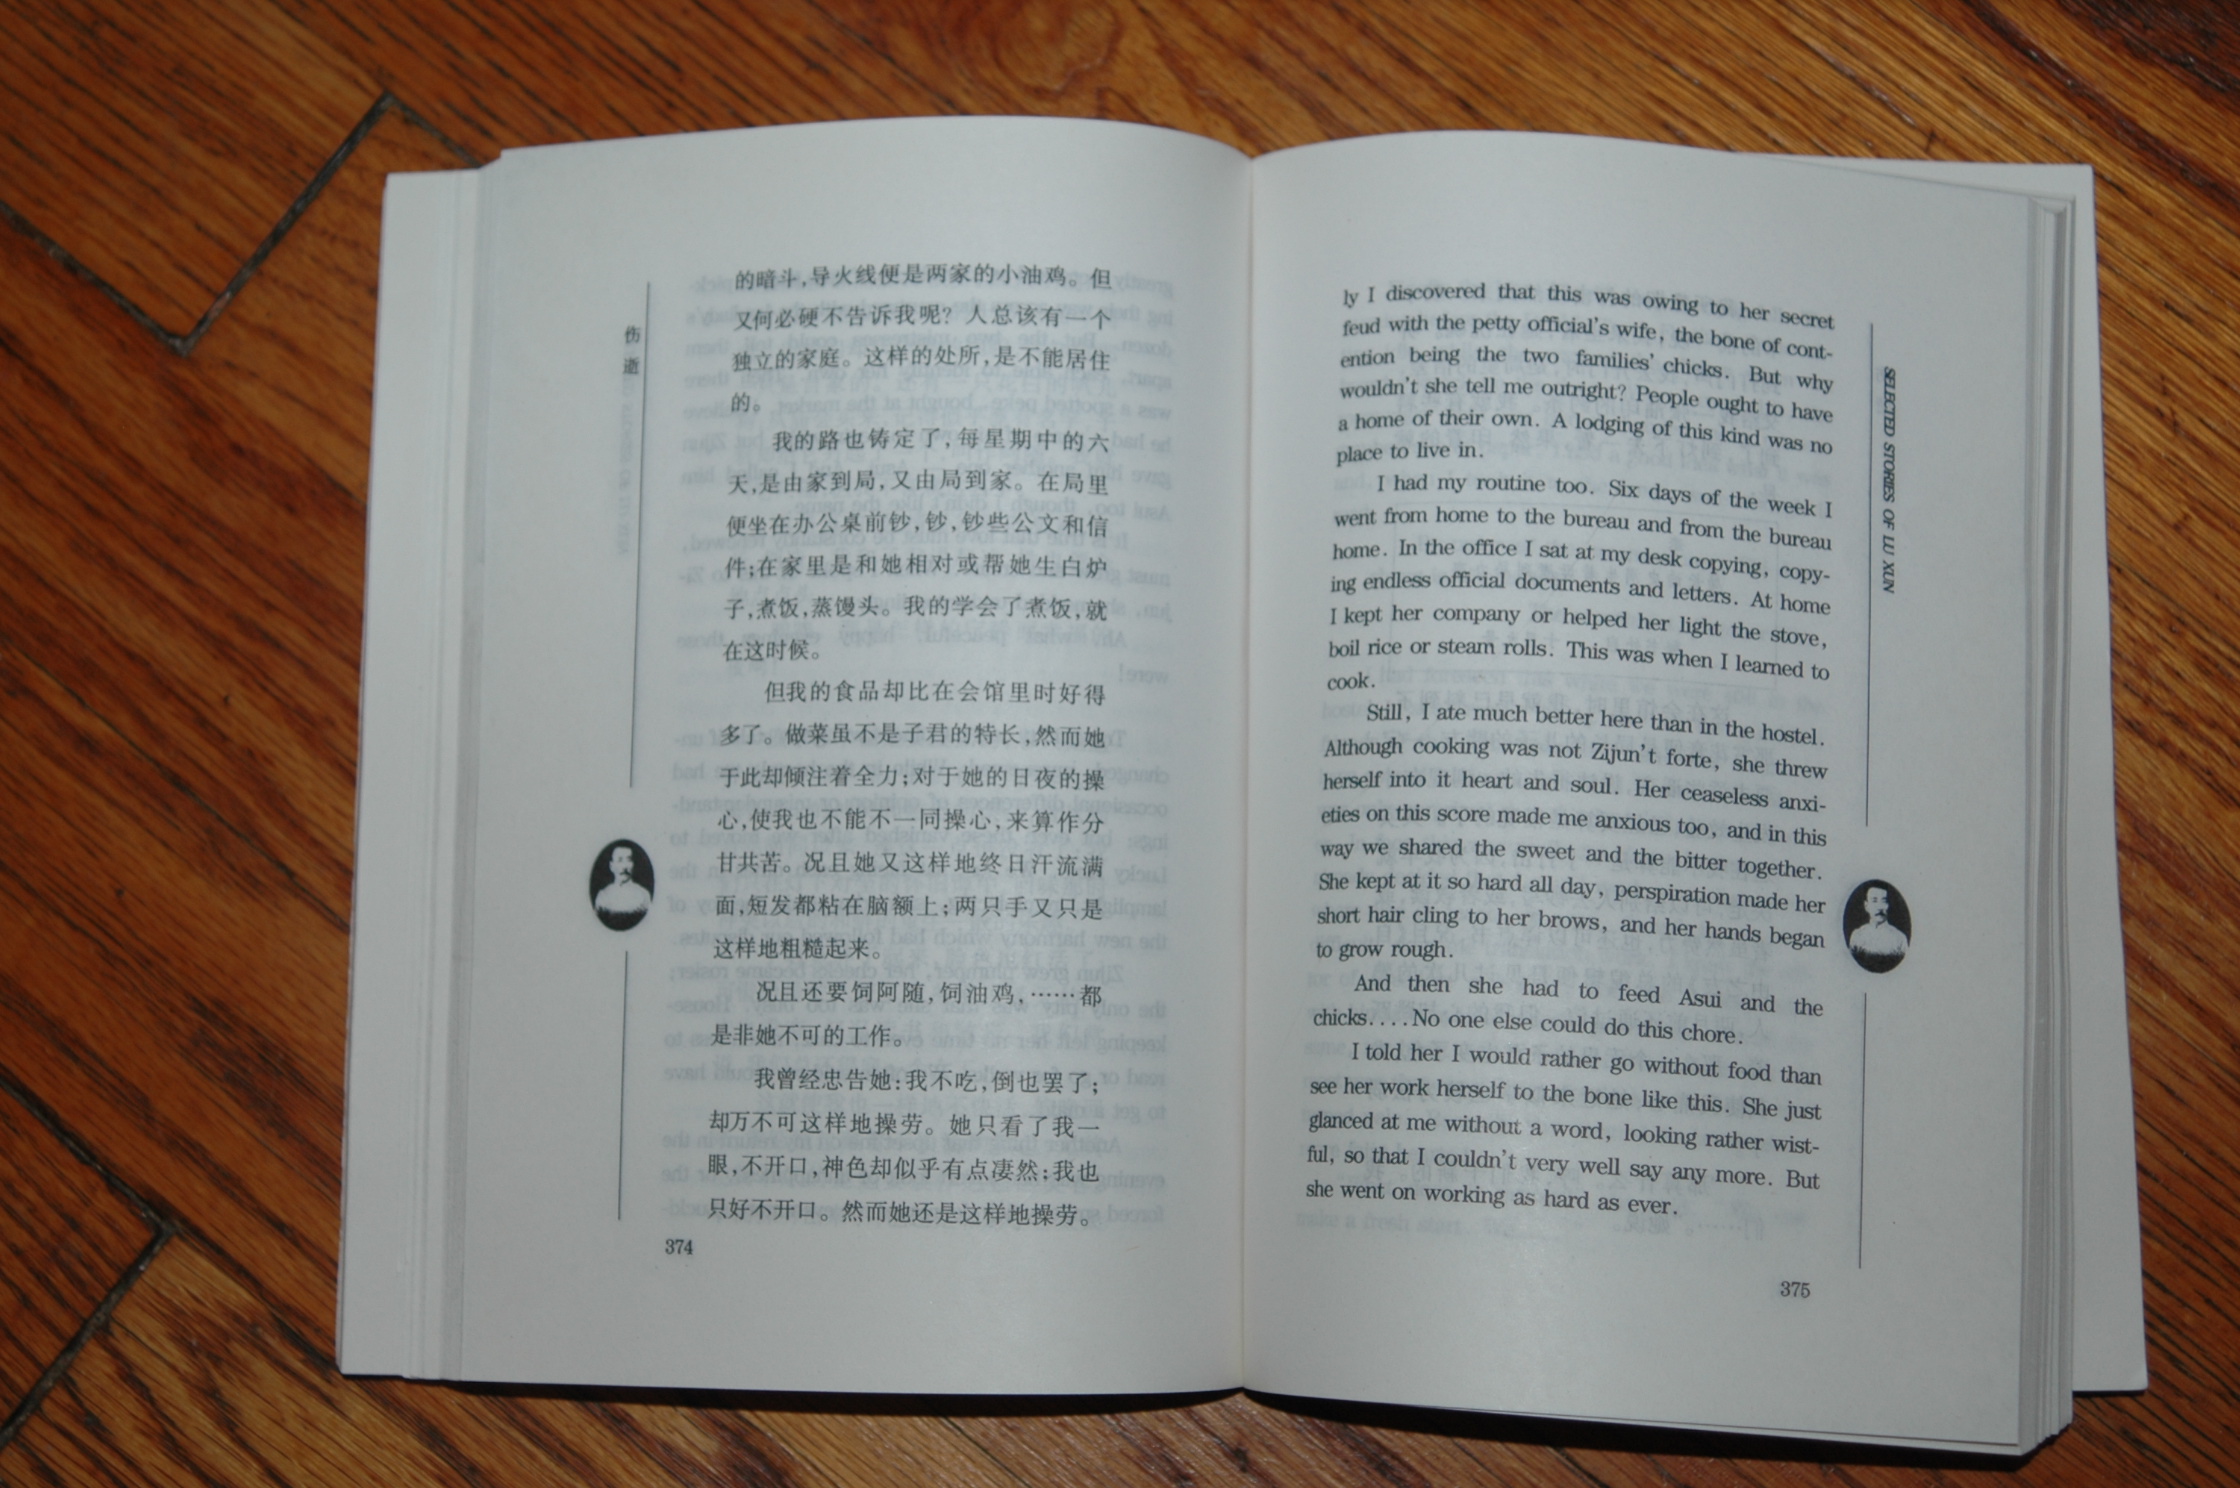 伤逝
的暗斗,导火线便是两家的小油鸡。但
又何必硬不告诉我呢?人总该有一个
独立的家庭。这样的处所,是不能居住
的。
我的路也铸定了,每星期中的六
天,是由家到局,又由局到家。在局里
便坐在办公桌前钞,钞,钞些公文和信
件;在家里是和她相对或帮她生白炉
子,煮饭,蒸馒头。我的学会了煮饭,就
在这时候。
但我的食品却比在会馆里时好得
多了。做菜虽不是子君的特长,然而她
于此却倾注着全力;对于她的日夜的操
心,使我也不能不一同操心,来算作分
甘共苦。况且她又这样地终日汗流满
面,短发都粘在脑额上;两只手又只是
这样地粗糙起来。
况且还要饲阿随,饲油鸡,……都
是非她不可的工作。
我曾经忠告她:我不吃,倒也罢了;
却万不可这样地操劳。她只看了我一
眼,不开口,神色却似乎有点凄然;我也
只好不开口。然而她还是这样地操劳。
374
ly I discovered that this was owing to her secret
feud with the petty official's wife, the bone of cont-
ention being the two families' chicks. But why
wouldn't she tell me outright? People ought to have
a home of their own. A lodging of this kind was no
place to live in.
I had my routine too. Six days of the week I
went from home to the bureau and from the bureau
home. In the office I sat at my desk copying, copy-
ing endless official documents and letters. At home
I kept her company or helped her light the stove,
boil rice or steam rolls. This was when I learned to
cook.
Still, I ate much better here than in the hostel.
Although cooking was not Zijun't forte, she threw
herself into it heart and soul. Her ceaseless anxi-
eties on this score made me anxious too, and in this
way we shared the sweet and the bitter together.
She kept at it so hard all day, perspiration made her
short hair cling to her brows, and her hands began
to grow rough.
And then she had to feed Asui and the
chicks....No one else could do this chore.
I told her I would rather go without food than
see her work herself to the bone like this. She just
glanced at me without a word, looking rather wist-
ful, so that I couldn't very well say any more. But
she went on working as hard as ever.
SELECTED STORIES OF LU XUN
375